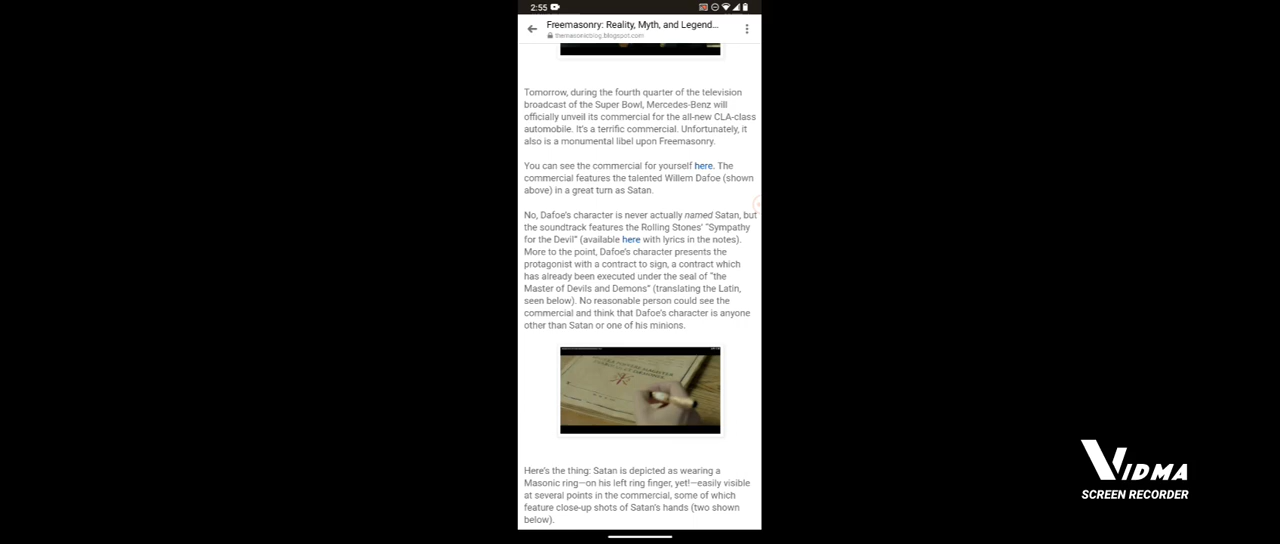 2:55
Freemasonry: Reality, Myth, and Legend...
themasonicblog.blogspot.com
Tomorrow, during the fourth quarter of the television
broadcast of the Super Bowl, Mercedes-Benz will
officially unveil its commercial for the all-new CLA-class
automobile. It's a terrific commercial. Unfortunately, it
also is a monumental libel upon Freemasonry.
You can see the commercial for yourself here. The
commercial features the talented Willem Dafoe (shown
above) in a great turn as Satan.
No, Dafoe's character is never actually named Satan, but
the soundtrack features the Rolling Stones' "Sympathy
for the Devil" (available here with lyrics in the notes).
More to the point, Dafoe's character presents the
protagonist with a contract to sign, a contract which
has already been executed under the seal of "the
Master of Devils and Demons" (translating the Latin,
seen below). No reasonable person could see the
commercial and think that Dafoe's character is anyone
other than Satan or one of his minions.
Here's the thing: Satan is depicted as wearing a
Masonic ring—on his left ring finger, yet!—easily visible
at several points in the commercial, some of which
feature close-up shots of Satan's hands (two shown
below).
VIDMA
SCREEN RECORDER